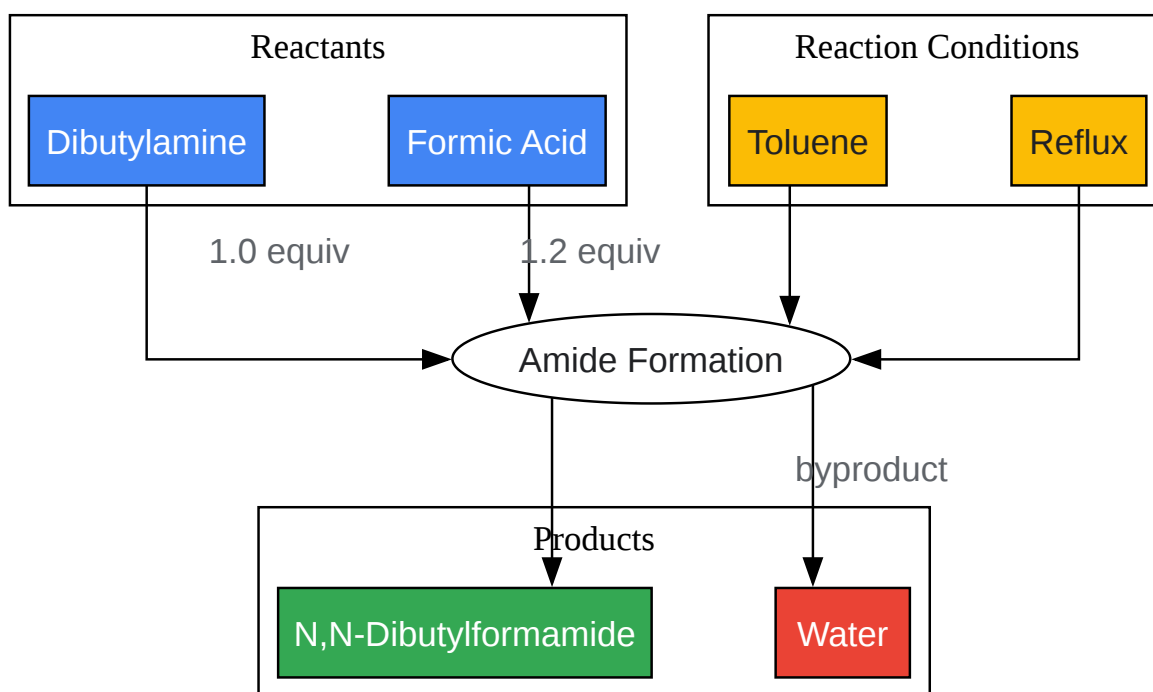 Reactants
Reaction Conditions
Dibutylamine
Formic Acid
Toluene
Reflux
1.0 equiv
1.2 equiv
Amide Formation
byproduct
Products
N,N-Dibutylformamide
Water